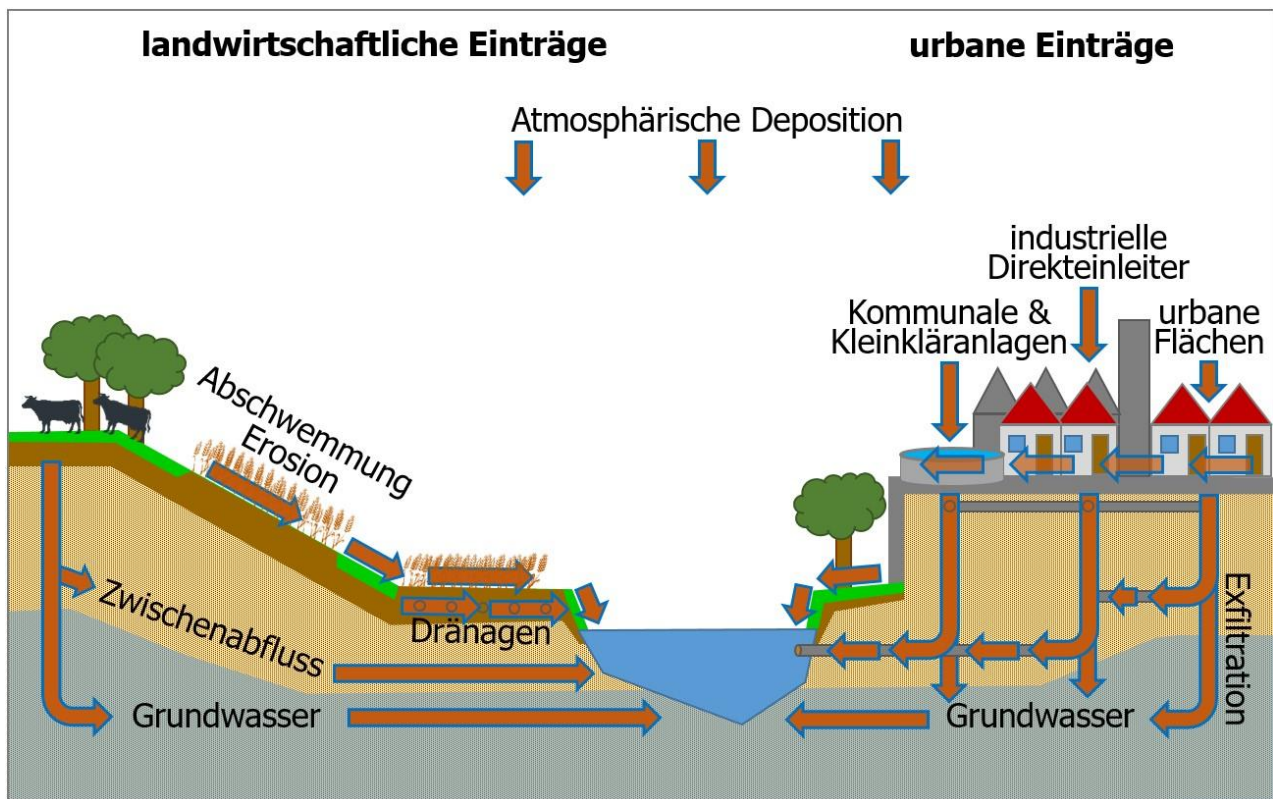 landwirtschaftliche Einträge
urbane Einträge
Atmosphärische Deposition
industrielle
Direkteinleiter
Kommunale &
Kleinkläranlagen
urbane
Flächen
Abschwemmung
Erosion
Zwischenabfluss
Dränagen
Grundwasser
Grundwasser
Exfiltration